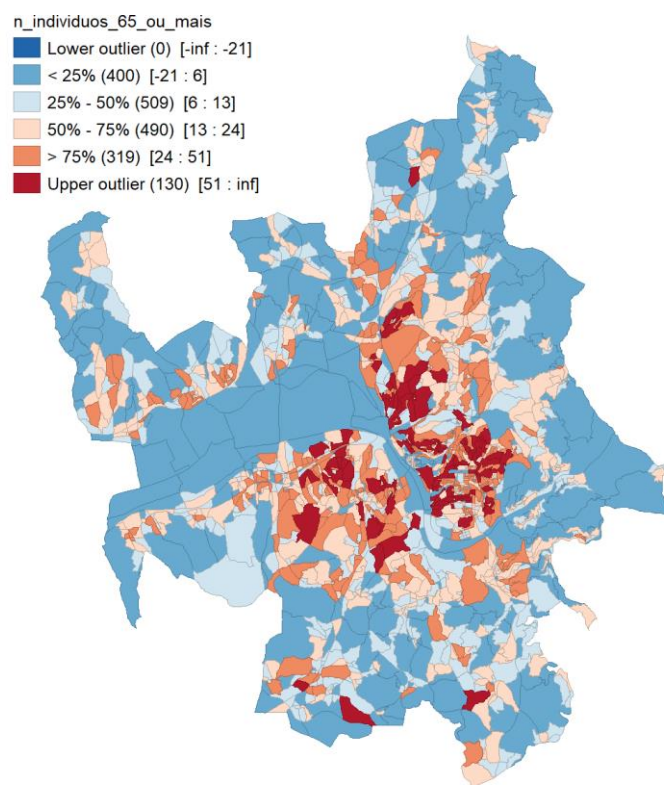 n_individuos_65_ou_mais
Lower outlier (0) [-inf : -21]
< 25% (400) [-21 : 6]
25% - 50% (509) [6 : 13]
50% - 75% (490) [13 : 24]
> 75% (319) [24 : 51]
Upper outlier (130) [51 : inf]